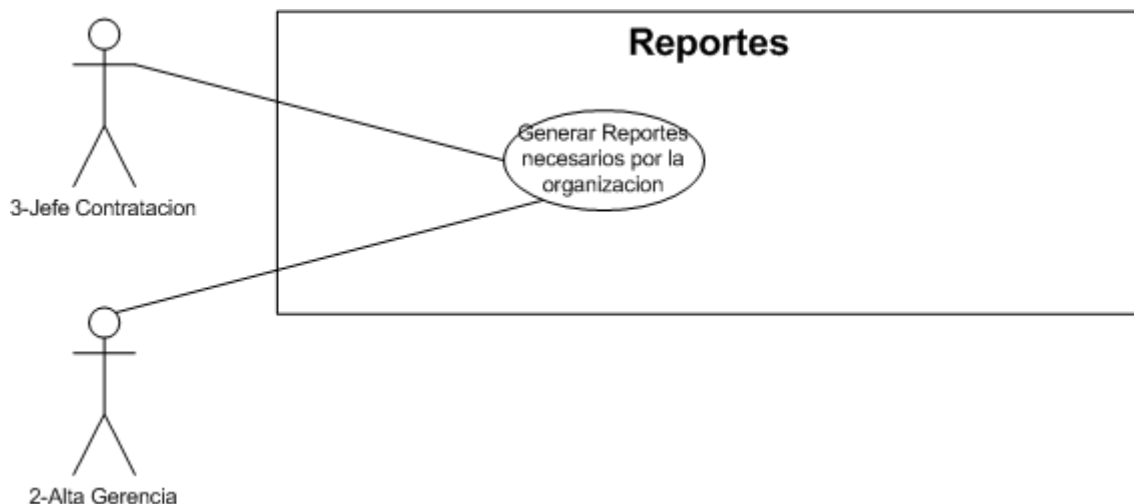 Reportes
Generar Reportes
necesarios por la
organizacion
3-Jefe Contratacion
2-Alta Gerencia